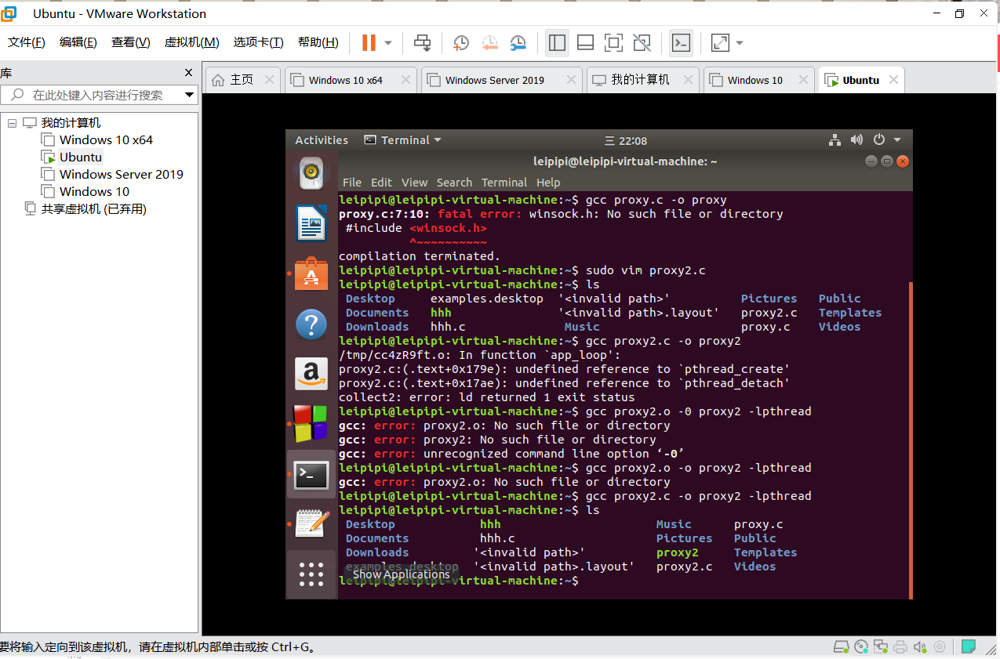 Ubuntu - VMware Workstation
文件(F) 编辑(E) 查看(V) 虚拟机(M) 选项卡(T) 帮助(H)
库
在此处键入内容进行搜索
我的计算机
Windows 10 x64
Ubuntu
Windows Server 2019
Windows 10
共享虚拟机 (已弃用)
主页 Windows 10 x64 Windows Server 2019 我的计算机 Windows 10 Ubuntu
Activities Terminal 三 22:08
leipipi@leipipi-virtual-machine: ~
File Edit View Search Terminal Help
leipipi@leipipi-virtual-machine:~$ gcc proxy.c -o proxy
proxy.c:7:10: fatal error: winsock.h: No such file or directory
#include <winsock.h>
^~~~~~~~~~~
compilation terminated.
leipipi@leipipi-virtual-machine:~$ sudo vim proxy2.c
leipipi@leipipi-virtual-machine:~$ ls
Desktop examples.desktop '<invalid path>' Pictures Public
Documents hhh '<invalid path>.layout' proxy2.c Templates
Downloads hhh.c Music proxy.c Videos
leipipi@leipipi-virtual-machine:~$ gcc proxy2.c -o proxy2
/tmp/cc4zR9ft.o: In function `app_loop':
proxy2.c:(.text+0x179e): undefined reference to `pthread_create'
proxy2.c:(.text+0x17ae): undefined reference to `pthread_detach'
collect2: error: ld returned 1 exit status
leipipi@leipipi-virtual-machine:~$ gcc proxy2.o -0 proxy2 -lpthread
gcc: error: proxy2.o: No such file or directory
gcc: error: proxy2: No such file or directory
gcc: error: unrecognized command line option ‘-0’
leipipi@leipipi-virtual-machine:~$ gcc proxy2.o -o proxy2 -lpthread
gcc: error: proxy2.o: No such file or directory
leipipi@leipipi-virtual-machine:~$ gcc proxy2.c -o proxy2 -lpthread
leipipi@leipipi-virtual-machine:~$ ls
Desktop hhh Music proxy.c
Documents hhh.c Pictures Public
Downloads '<invalid path>' proxy2 Templates
examples.desktop '<invalid path>.layout' proxy2.c Videos
Show Applications
leipipi@leipipi-virtual-machine:~$
要将输入定向到该虚拟机，请在虚拟机内部单击或按 Ctrl+G。